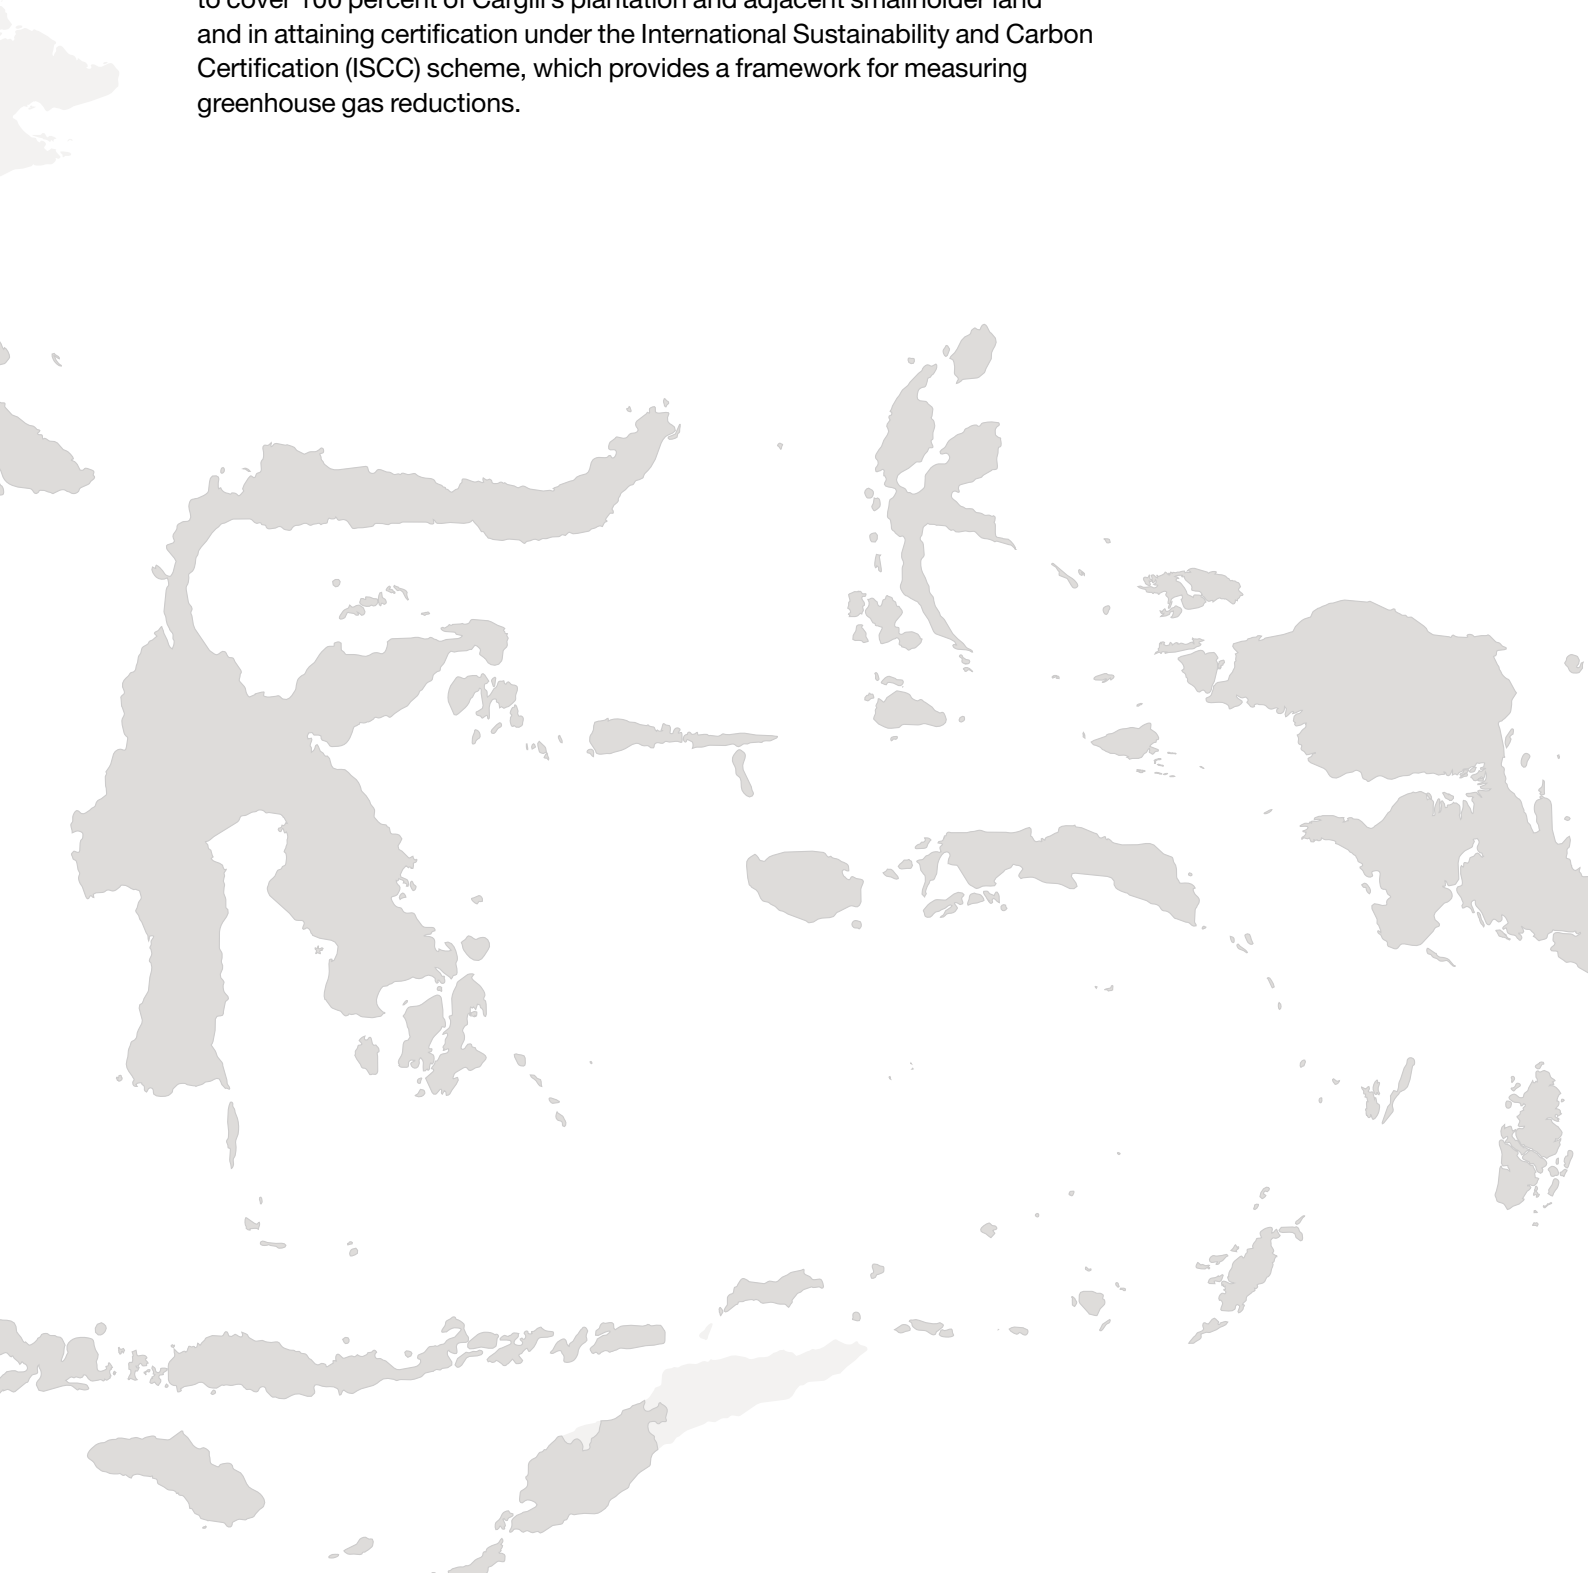 to cover 100 percent of Cargill's plantation and adjacent smallholder land
and in attaining certification under the International Sustainability and Carbon
Certification (ISCC) scheme, which provides a framework for measuring
greenhouse gas reductions.